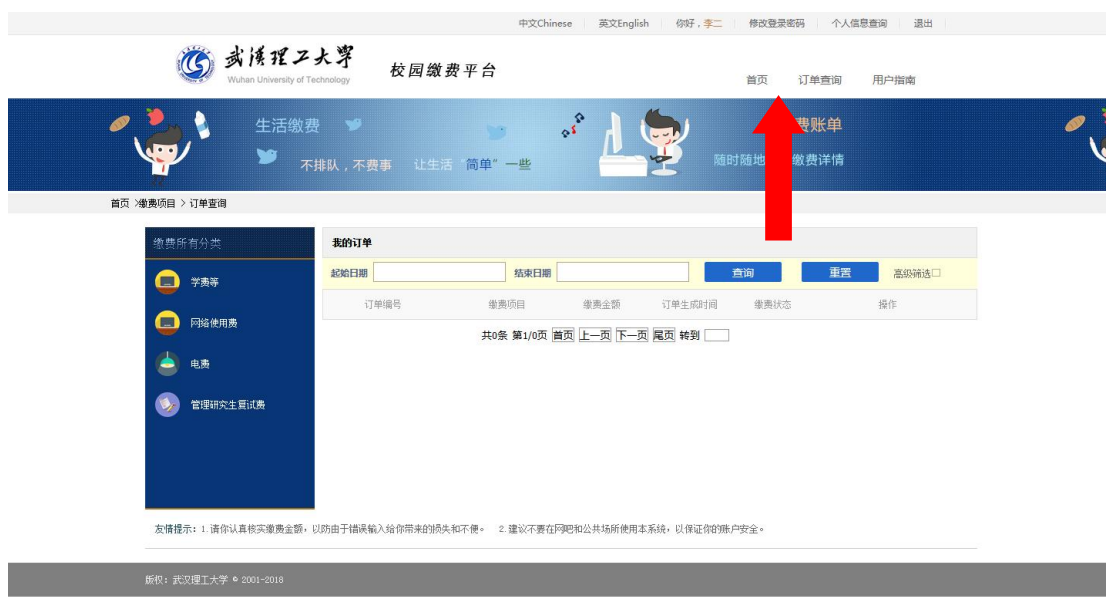 中文Chinese 英文English 你好，李二 修改登录密码 个人信息查询 退出
武汉理工大学
Wuhan University of Technology
校园缴费平台
首页 订单查询 用户指南
生活缴费
费账单
不排队，不费事 让生活“简单”一些
随时随地 缴费详情
首页 >缴费项目 > 订单查询
缴费所有分类
学费等
网络使用费
电费
管理研究生复试费
我的订单
起始日期 结束日期 查询 重置 高级筛选
订单编号 缴费项目 缴费金额 订单生成时间 缴费状态 操作
共0条 第1/0页 首页 上一页 下一页 尾页 转到
友情提示：1.请你认真核实缴费金额，以防由于错误输入给你带来的损失和不便。 2.建议不要在网吧和公共场所使用本系统，以保证你的账户安全。
版权：武汉理工大学 © 2001-2018